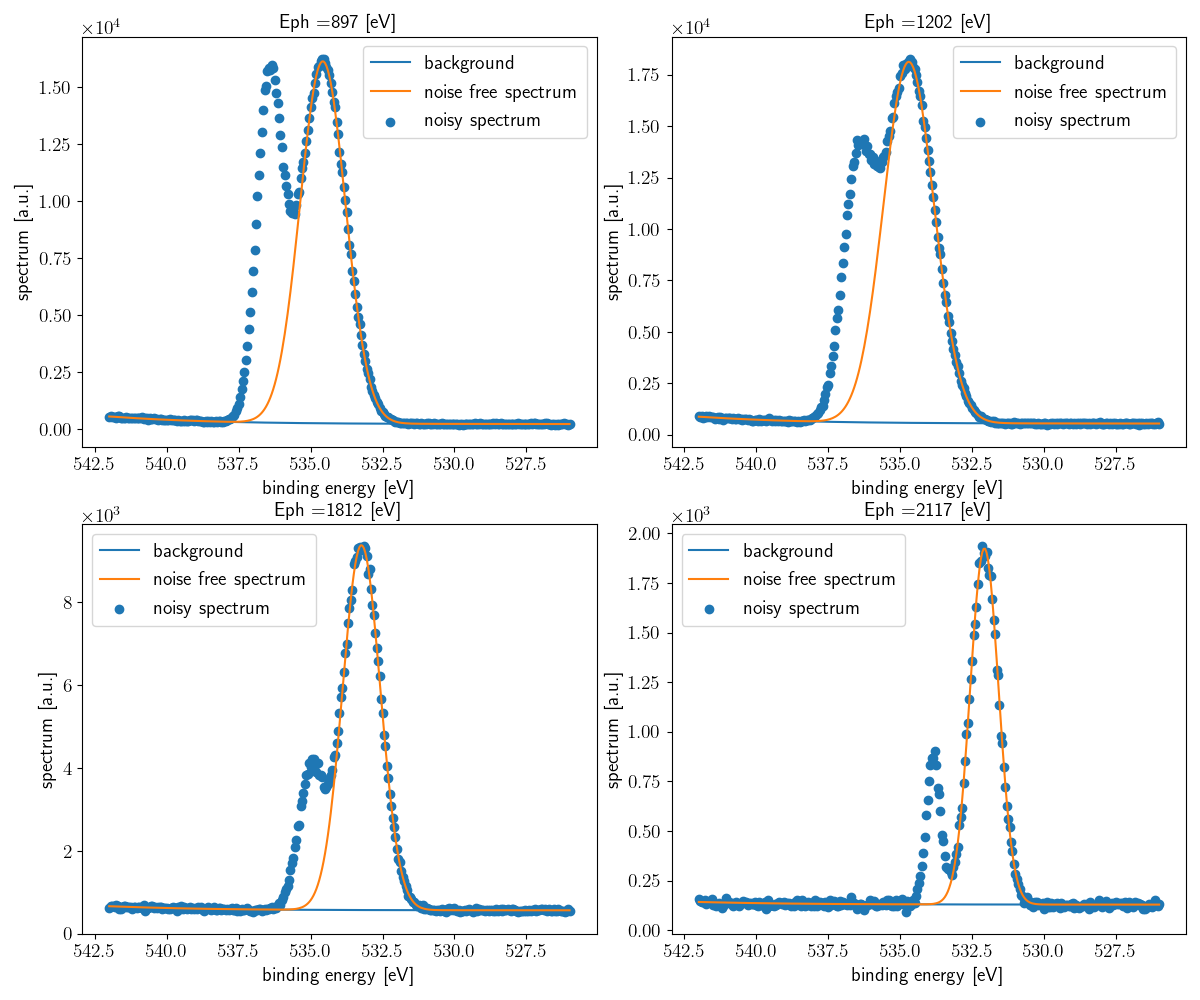 ×10⁴
Eph =897 [eV]
background
noise free spectrum
noisy spectrum
1.50
1.25
1.00
0.75
0.50
0.25
0.00
spectrum [a.u.]
542.5 540.0 537.5 535.0 532.5 530.0 527.5
binding energy [eV]
×10⁴
Eph =1202 [eV]
background
noise free spectrum
noisy spectrum
1.75
1.50
1.25
1.00
0.75
0.50
0.25
0.00
spectrum [a.u.]
542.5 540.0 537.5 535.0 532.5 530.0 527.5
binding energy [eV]
×10³
Eph =1812 [eV]
background
noise free spectrum
noisy spectrum
8
6
4
2
0
spectrum [a.u.]
542.5 540.0 537.5 535.0 532.5 530.0 527.5
binding energy [eV]
×10³
Eph =2117 [eV]
background
noise free spectrum
noisy spectrum
2.00
1.75
1.50
1.25
1.00
0.75
0.50
0.25
0.00
spectrum [a.u.]
542.5 540.0 537.5 535.0 532.5 530.0 527.5
binding energy [eV]